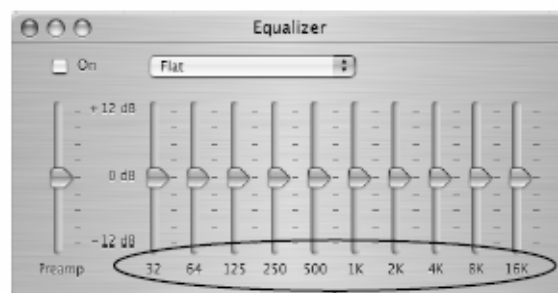 Equalizer
On Flat
+12 dB
0 dB
-12 dB
Preamp 32 64 125 250 500 1K 2K 4K 8K 16K